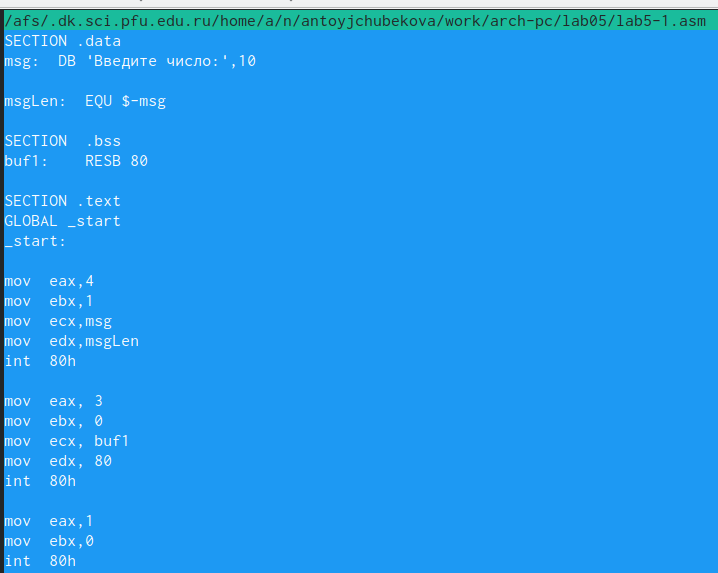 /afs/.dk.sci.pfu.edu.ru/home/a/n/antoyjchubekova/work/arch-pc/lab05/lab5-1.asm
SECTION .data
msg:  DB 'Введите число:',10
msgLen:  EQU $-msg
SECTION  .bss
buf1:    RESB 80
SECTION .text
GLOBAL _start
_start:
mov  eax,4
mov  ebx,1
mov  ecx,msg
mov  edx,msgLen
int  80h
mov  eax, 3
mov  ebx, 0
mov  ecx, buf1
mov  edx, 80
int  80h
mov  eax,1
mov  ebx,0
int  80h